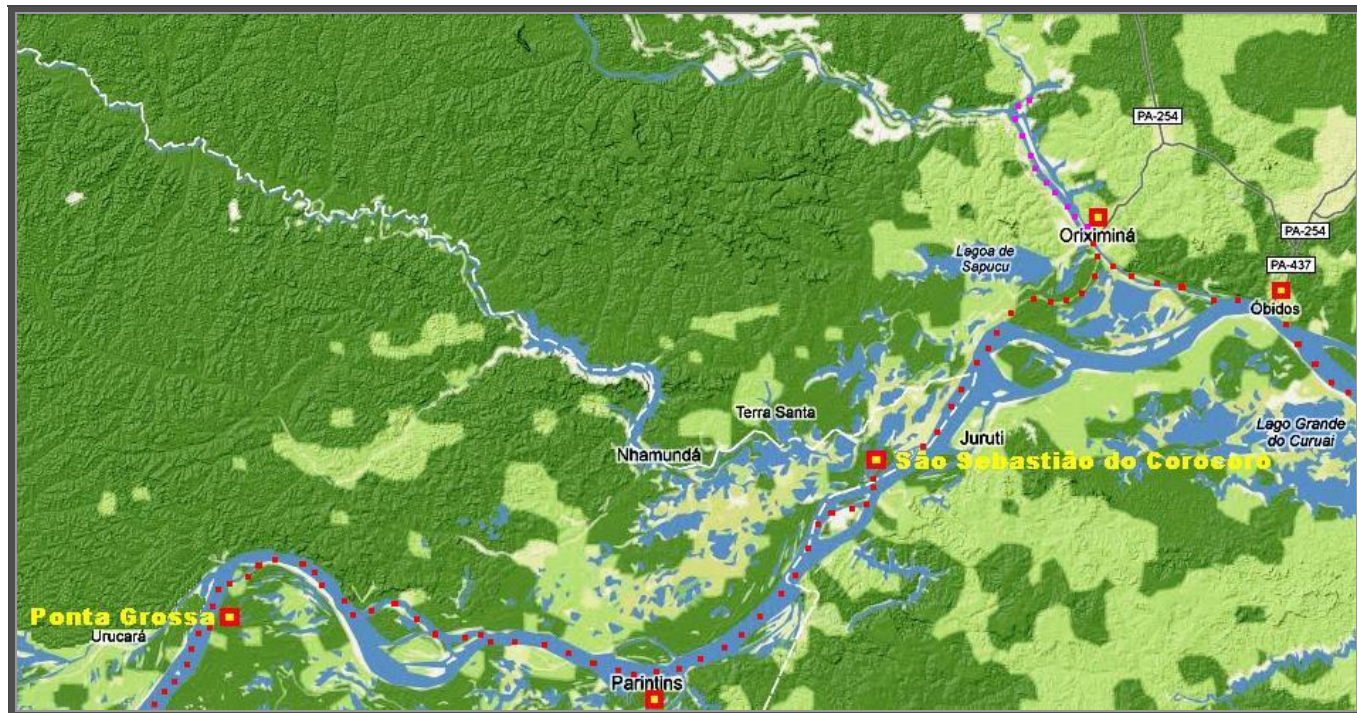 PA-254
Oriximiná
PA-254
Lagoa de
Sapucu
PA-437
Óbidos
Terra Santa
Lago Grande
do Curuai
Juruti
Nhamundá
São Sebastião do Corocoró
Ponta Grossa
Urucará
Parintins